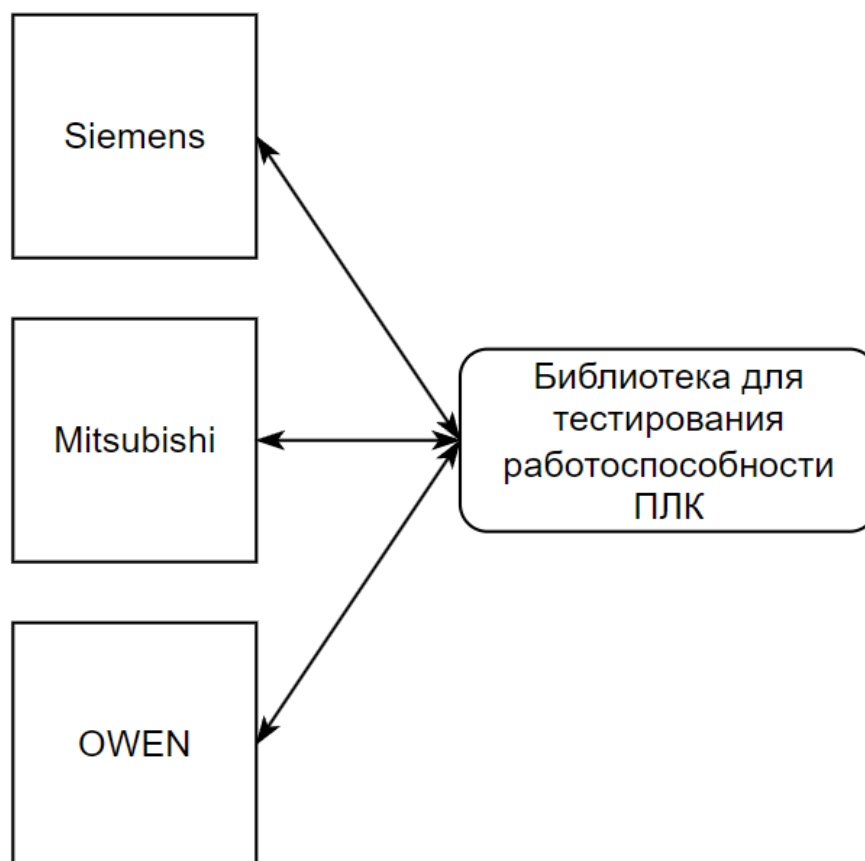 Siemens
Mitsubishi
OWEN
Библиотека для
тестирования
работоспособности
ПЛК